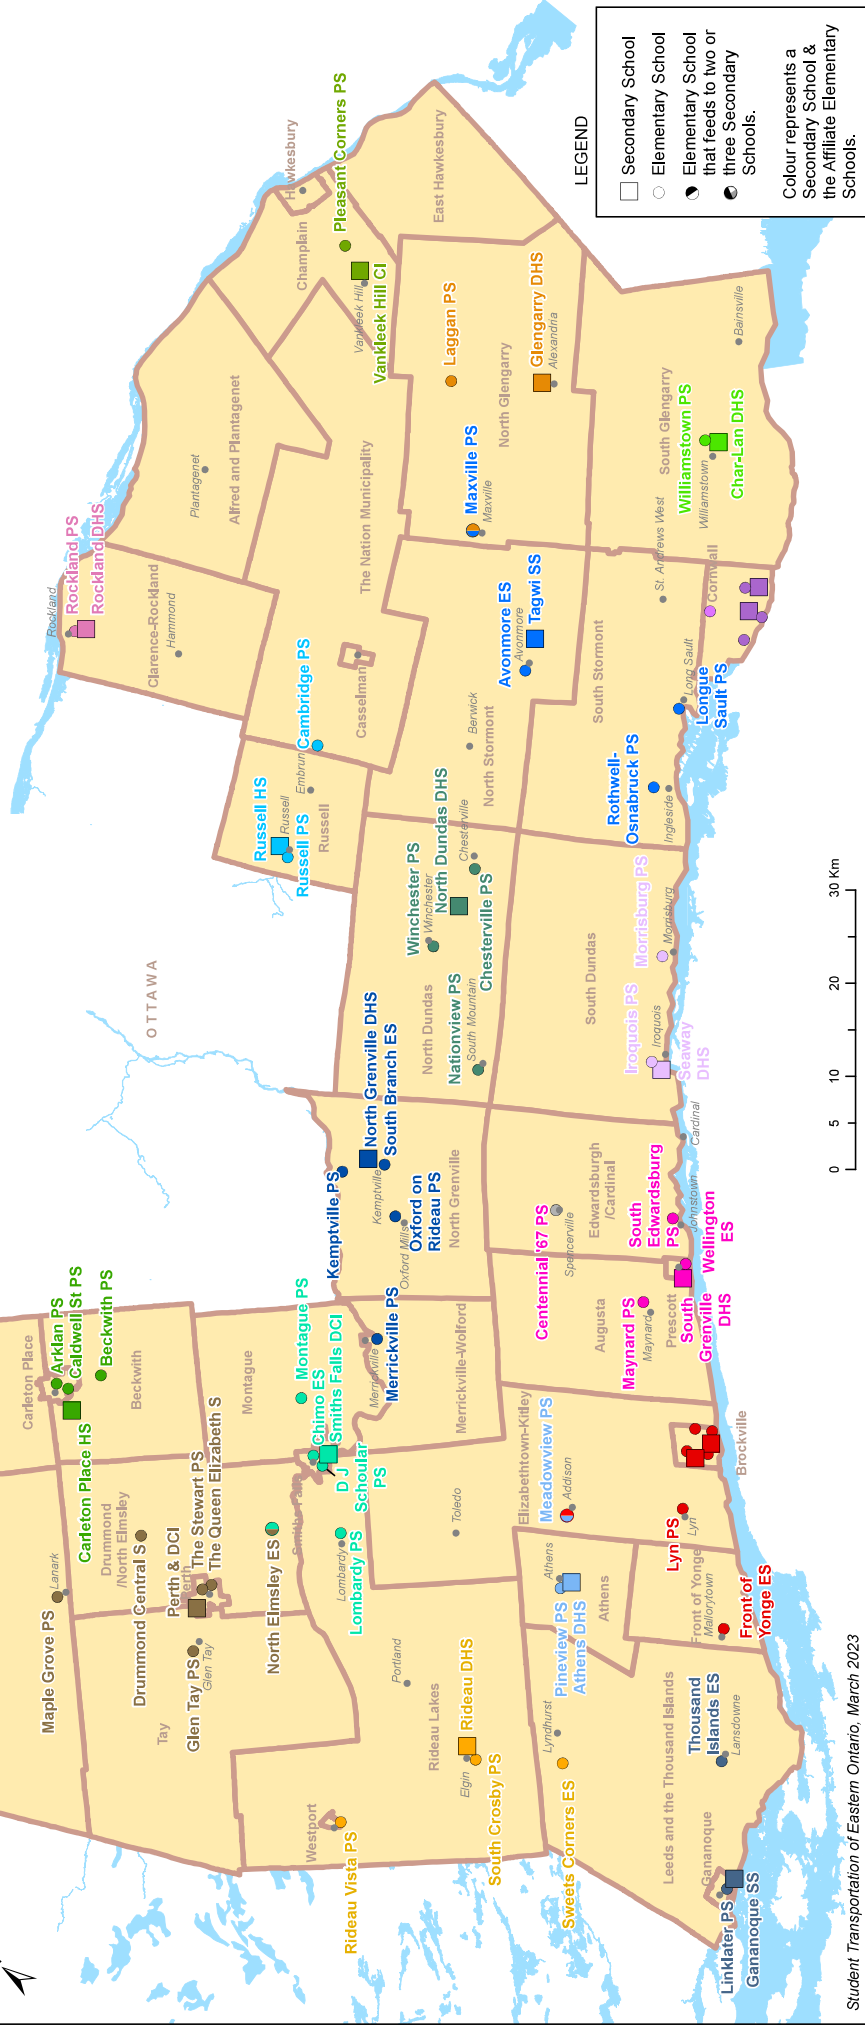 Carleton Place
Arklan PS
Caldwell St PS
Beckwith PS
Carleton Place HS
Beckwith
Lanark
Maple Grove PS
Drummond
/North Elmsley
Drummond Central S
Perth & DCI
Perth
The Stewart PS
The Queen Elizabeth S
Glen Tay PS
Glen Tay
Tay
North Elmsley ES
Montague
Montague PS
Chimo ES
Smiths Falls DCI
Smiths Falls
D J
Schoular
PS
Lombardy
Lombardy PS
Merrickville
Merrickville PS
Merrickville-Wolford
Toledo
Portland
Rideau Lakes
Rideau DHS
Elgin
South Crosby PS
Westport
Rideau Vista PS
Sweets Corners ES
Lyndhurst
Athens
Pineview PS
Athens DHS
Athens
Elizabethtown-Kitley
Meadowview PS
Addison
Lyn PS
Lyn
Brockville
Front of Yonge
Mallorytown
Front of
Yonge ES
Leeds and the Thousand Islands
Thousand
Islands ES
Lansdowne
Gananoque
Linklater PS
Gananoque SS
OTTAWA
Kemptville PS
North Grenville DHS
South Branch ES
Kemptville
Oxford Mills
Oxford on
Rideau PS
North Grenville
Centennial '67 PS
Spencerville
Edwardsburgh
/Cardinal
Augusta
Maynard PS
Maynard
Prescott
South
Edwardsburg
PS
Johnstown
Cardinal
Wellington
ES
South
Grenville
DHS
Rockland
Rockland PS
Rockland DHS
Clarence-Rockland
Hammond
Plantagenet
Alfred and Plantagenet
The Nation Municipality
Casselman
Cambridge PS
Embrun
Russell HS
Russell
Russell PS
Russell
Hawkesbury
Champlain
Pleasant Corners PS
Vankleek Hill
Vankleek Hill CI
East Hawkesbury
Laggan PS
North Glengarry
Glengarry DHS
Alexandria
Maxville PS
Maxville
Avonmore ES
Avonmore
Tagwi SS
Berwick
North Stormont
Winchester PS
Winchester
North Dundas DHS
Chesterville
Chesterville PS
North Dundas
Nationview PS
South Mountain
South Dundas
Iroquois PS
Iroquois
Seaway
DHS
Morrisburg PS
Morrisburg
South Stormont
Rothwell-
Osnabruck PS
Ingleside
Long Sault
Longue
Sault PS
St. Andrews West
Cornwall
South Glengarry
Williamstown PS
Williamstown
Char-Lan DHS
Bainsville
0 5 10 20 30 Km
LEGEND
Secondary School
Elementary School
Elementary School
that feeds to two or
three Secondary
Schools.
Colour represents a
Secondary School &
the Affiliate Elementary
Schools.
Student Transportation of Eastern Ontario, March 2023